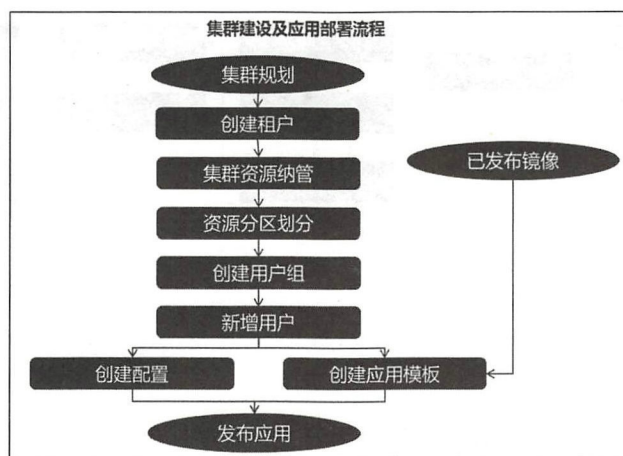 集群建设及应用部署流程
集群规划
创建租户
集群资源纳管
已发布镜像
资源分区划分
创建用户组
新增用户
创建配置
创建应用模板
发布应用